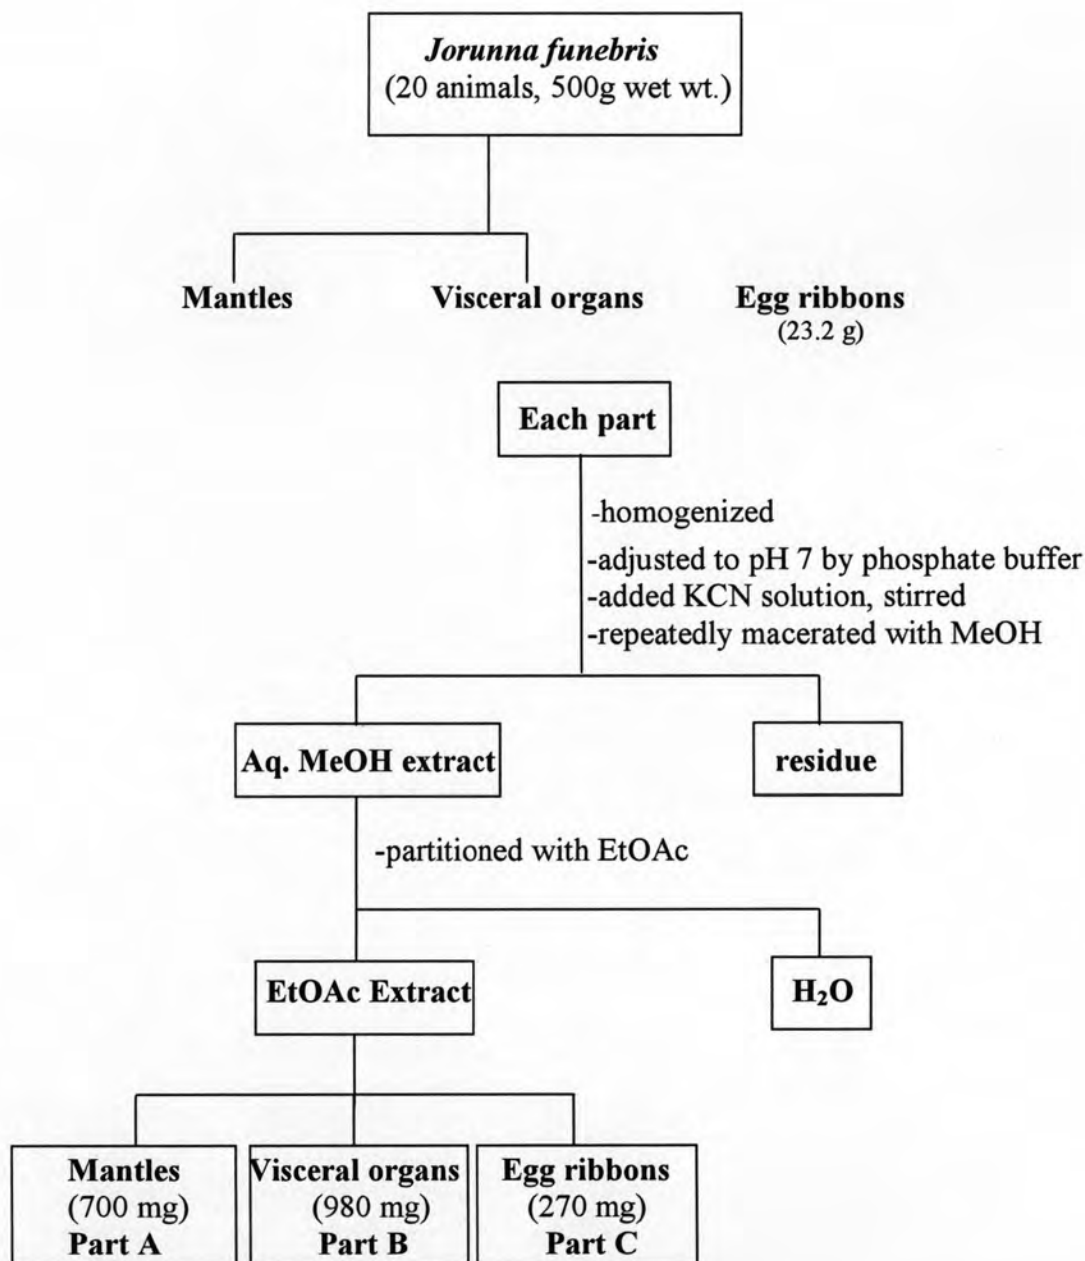 Jorunna funebris
(20 animals, 500g wet wt.)
Mantles
Visceral organs
Egg ribbons
(23.2 g)
Each part
-homogenized
-adjusted to pH 7 by phosphate buffer
-added KCN solution, stirred
-repeatedly macerated with MeOH
Aq. MeOH extract
residue
-partitioned with EtOAc
EtOAc Extract
H₂O
Mantles
(700 mg)
Part A
Visceral organs
(980 mg)
Part B
Egg ribbons
(270 mg)
Part C